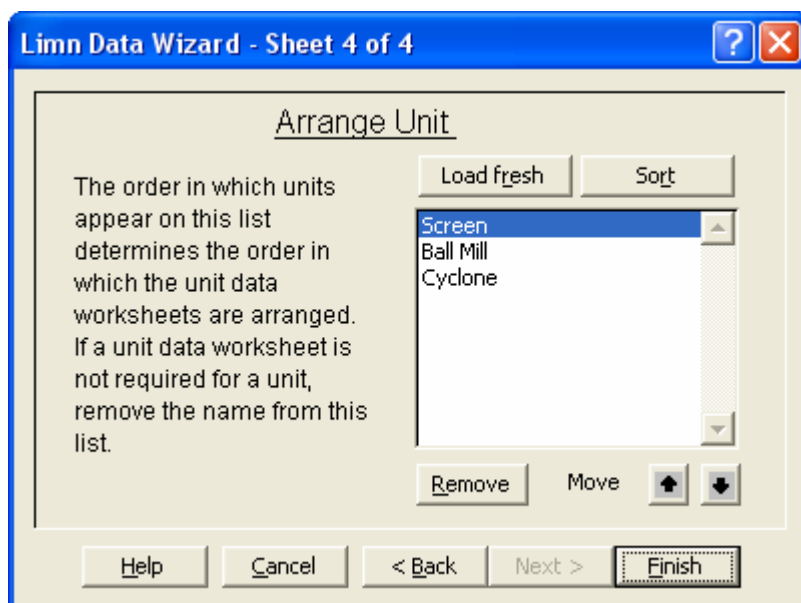 Limn Data Wizard - Sheet 4 of 4
Arrange Unit
The order in which units
appear on this list
determines the order in
which the unit data
worksheets are arranged.
If a unit data worksheet is
not required for a unit,
remove the name from this
list.
Load fresh
Sort
Screen
Ball Mill
Cyclone
Remove
Move
Help
Cancel
< Back
Next >
Finish